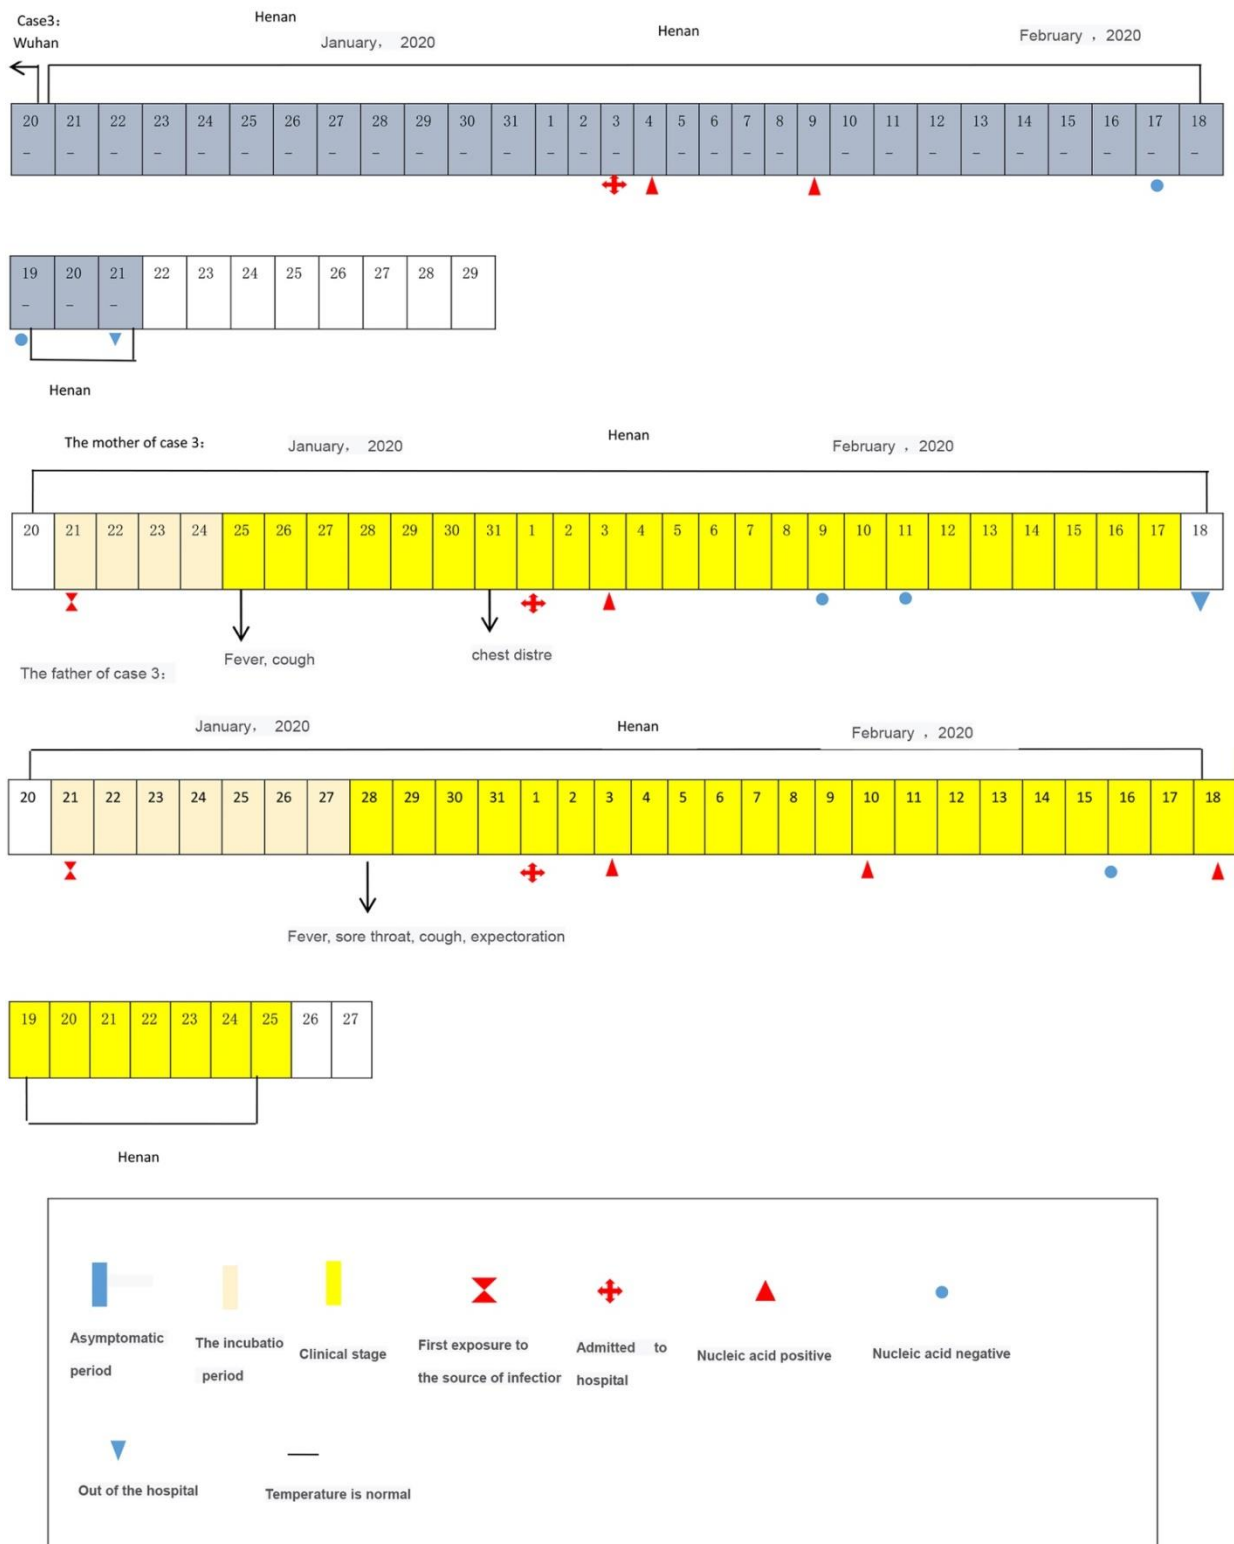 Case3：
Henan
Wuhan
January， 2020
Henan
February ，2020
20 21 22 23 24 25 26 27 28 29 30 31 1 2 3 4 5 6 7 8 9 10 11 12 13 14 15 16 17 18
– – – – – – – – – – – – – – – – – – – – – – – – – – – – – –
19 20 21 22 23 24 25 26 27 28 29
– – –
Henan
The mother of case 3：
January， 2020
Henan
February ，2020
20 21 22 23 24 25 26 27 28 29 30 31 1 2 3 4 5 6 7 8 9 10 11 12 13 14 15 16 17 18
Fever, cough
chest distre
The father of case 3：
January， 2020
Henan
February ，2020
20 21 22 23 24 25 26 27 28 29 30 31 1 2 3 4 5 6 7 8 9 10 11 12 13 14 15 16 17 18
Fever, sore throat, cough, expectoration
19 20 21 22 23 24 25 26 27
Henan
Asymptomatic
period
The incubatio
period
Clinical stage
First exposure to
the source of infectior
Admitted to
hospital
Nucleic acid positive
Nucleic acid negative
Out of the hospital
Temperature is normal